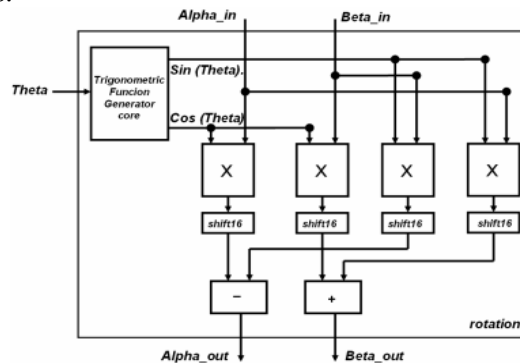 Alpha_in
Beta_in
Trigonometric
Funcion
Generator
core
Sin (Theta).
Theta
Cos (Theta)
X
X
X
X
shift16
shift16
shift16
shift16
−
+
rotation
Alpha_out
Beta_out